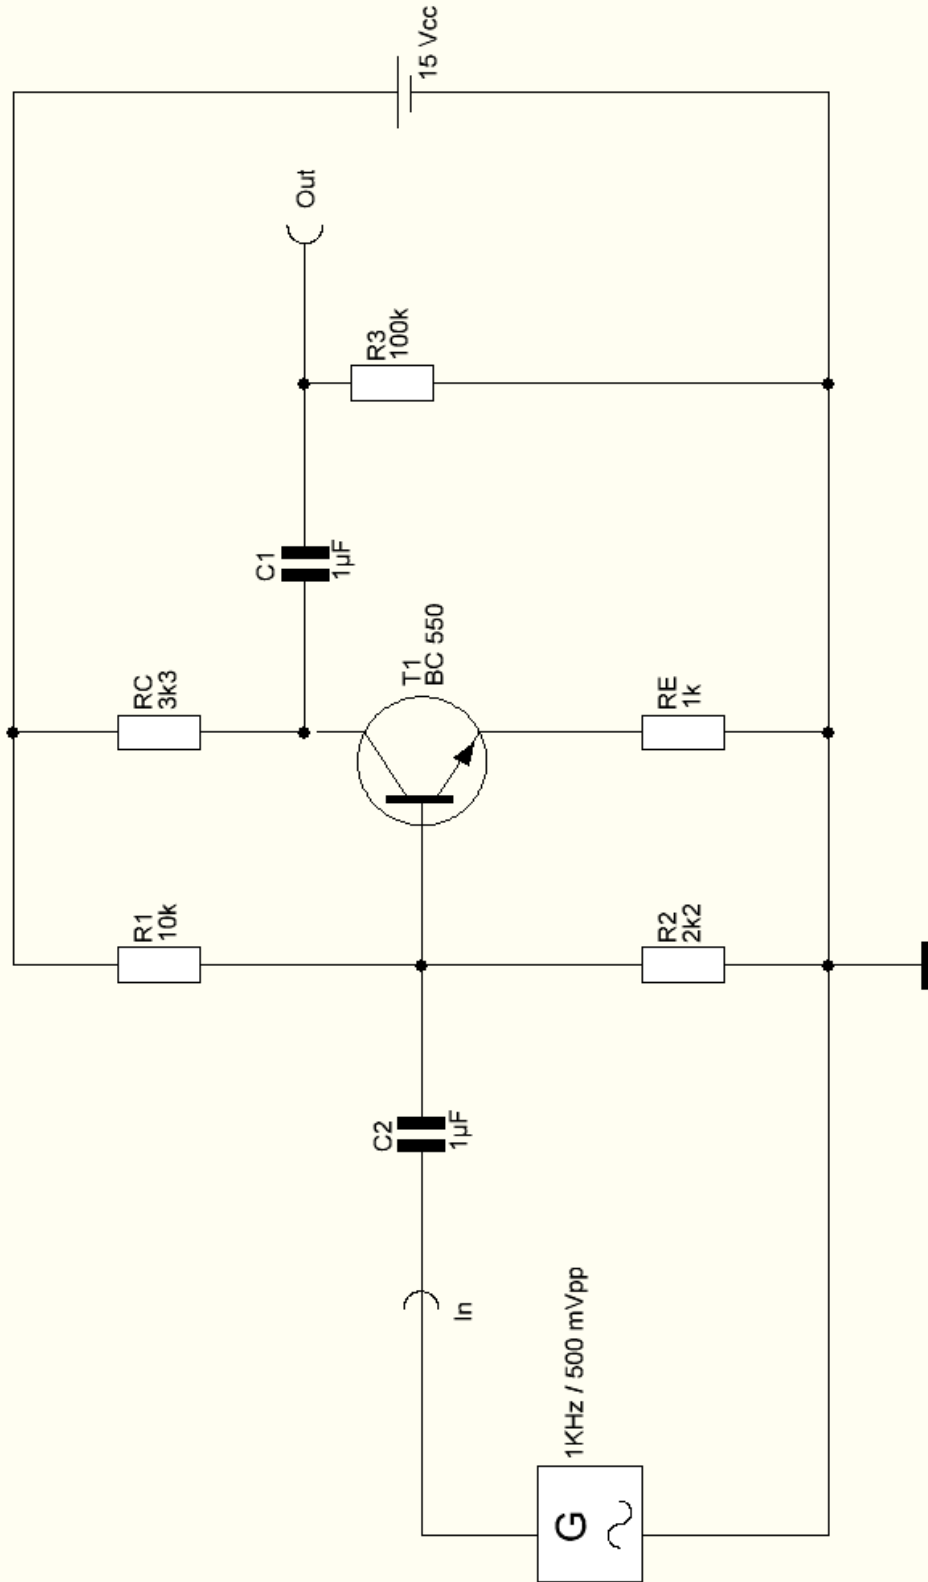 15 Vcc
Out
R3
100k
C1
1µF
RC
3k3
T1
BC 550
RE
1k
R1
10k
R2
2k2
C2
1µF
In
1KHz / 500 mVpp
G